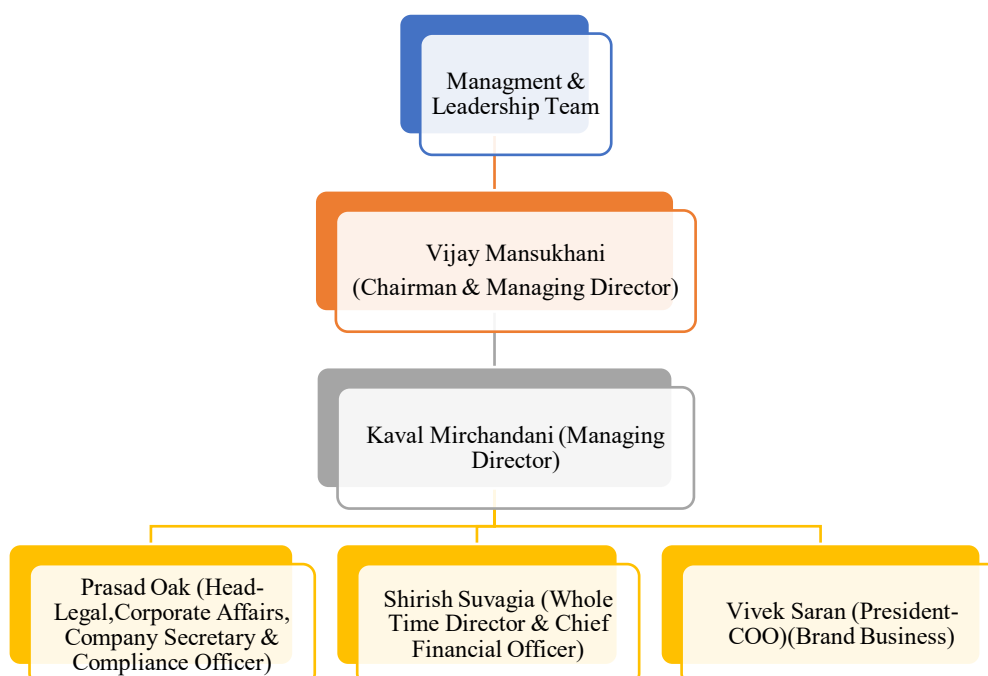 Managment &
Leadership Team
Vijay Mansukhani
(Chairman & Managing Director)
Kaval Mirchandani (Managing
Director)
Prasad Oak (Head-
Legal,Corporate Affairs,
Company Secretary &
Compliance Officer)
Shirish Suvagia (Whole
Time Director & Chief
Financial Officer)
Vivek Saran (President-
COO)(Brand Business)